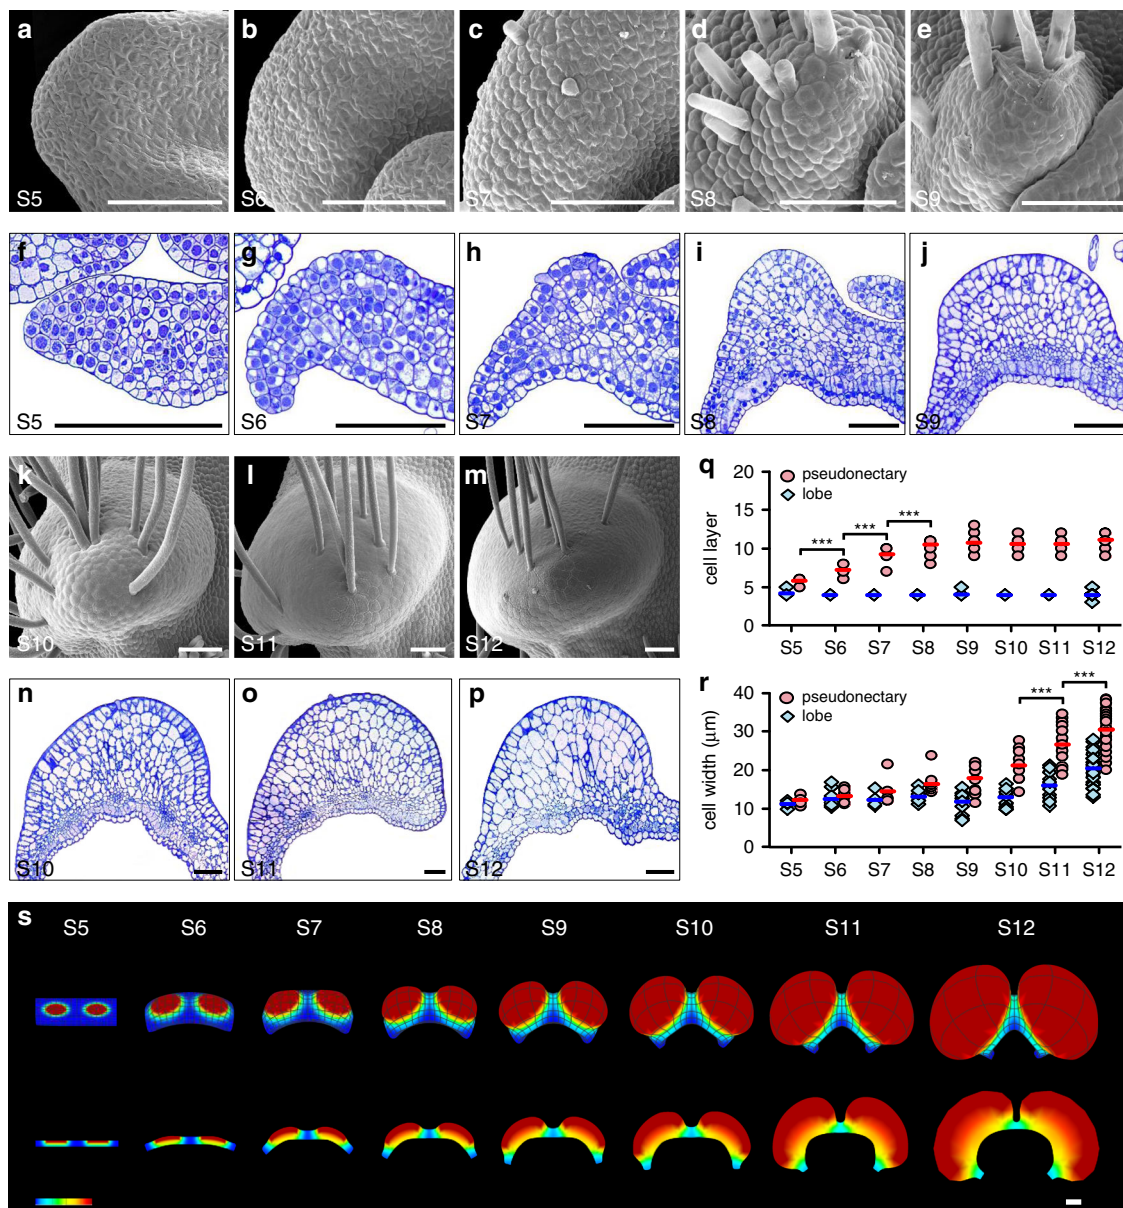 a b c d e
S5 S6 S7 S8 S9
f g h i j
S5 S6 S7 S8 S9
k l m
S10 S11 S12
n o p
S10 S11 S12
q
pseudonectary
lobe
cell layer
20
15
10
5
0
*** *** ***
S5 S6 S7 S8 S9 S10 S11 S12
r
pseudonectary
lobe
cell width (μm)
40
30
20
10
0
*** ***
S5 S6 S7 S8 S9 S10 S11 S12
s
S5 S6 S7 S8 S9 S10 S11 S12